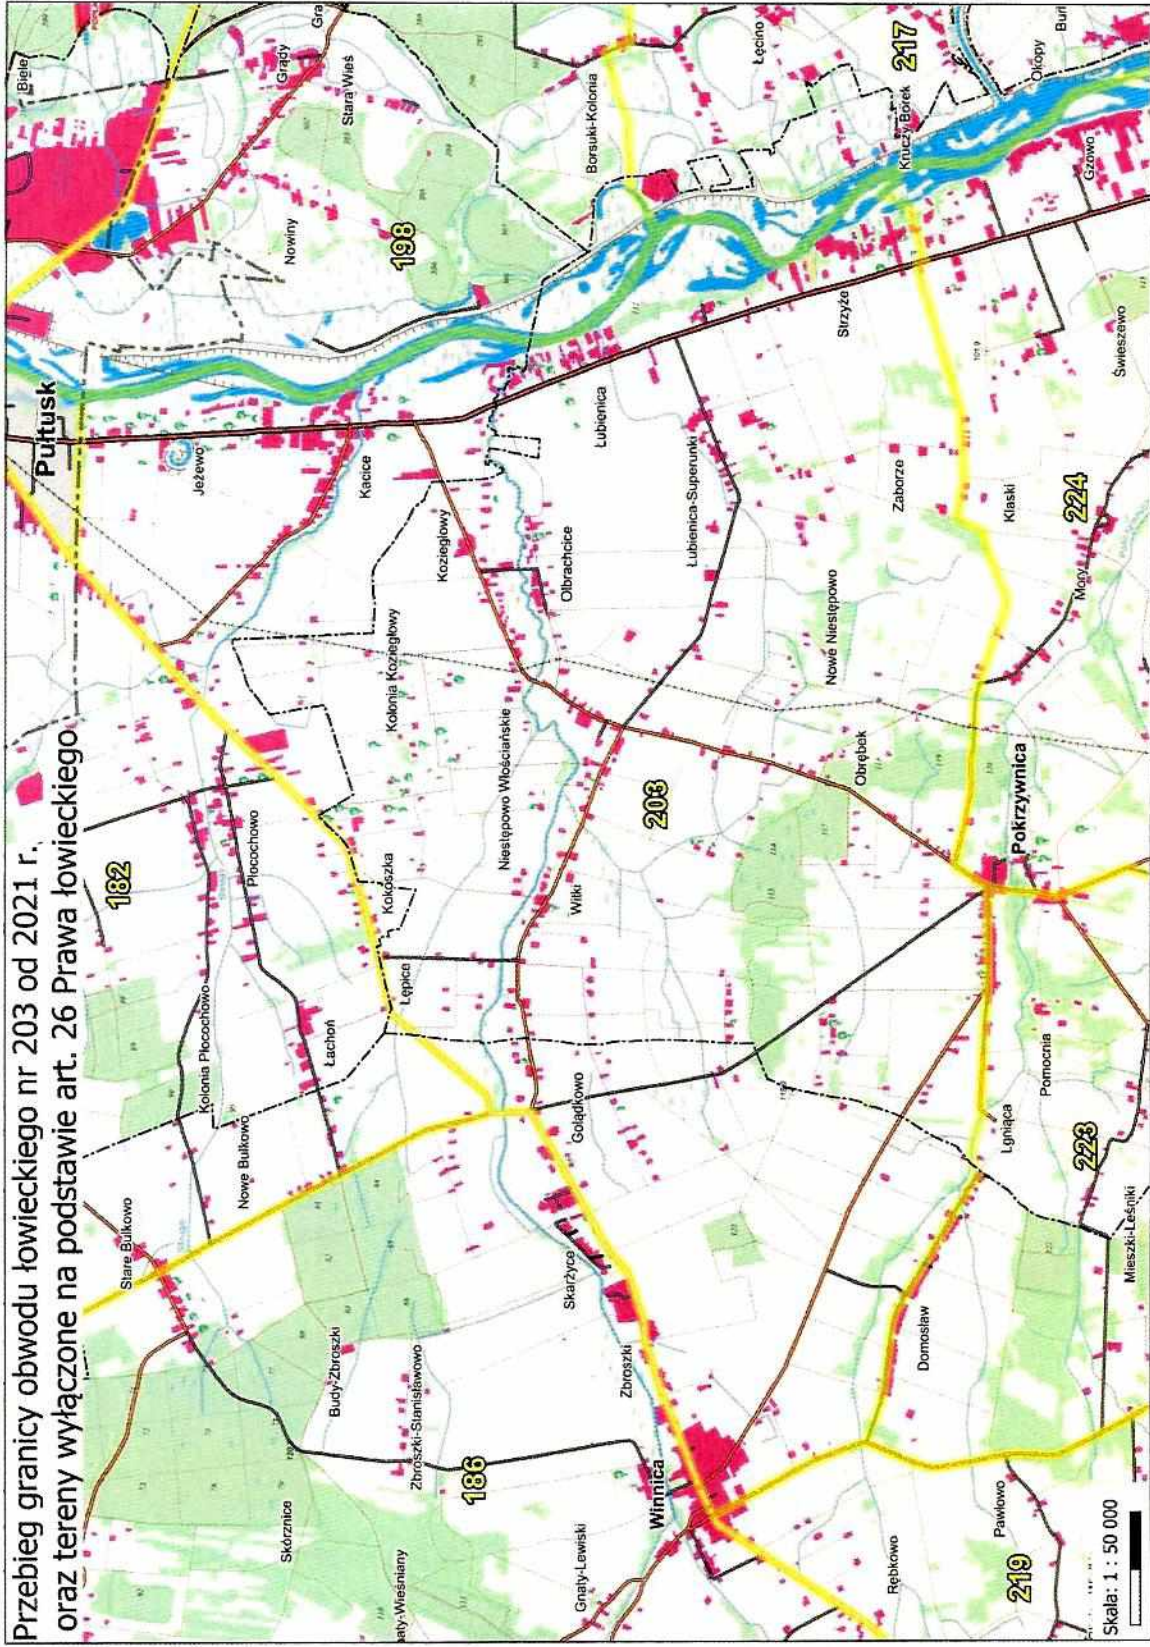 Przebieg granicy obwodu łowieckiego nr 203 od 2021 r.
oraz tereny wyłączone na podstawie art. 26 Prawa łowieckiego.
Stare Bulkowo
Kolonia Płocochowo
182
Płocochowo
Pułtusk
Jeżewo
Nowiny
Grądy
Stara Wieś
Nowe Bulkowo
Łachoń
Kacice
198
Skórznice
Budy-Zbroszki
Zbroszki-Stanisławowo
Łępice
Kokoszka
Kolonia Koziegłowy
Koziegłowy
186
Niestępowo Włościańskie
Olbrachcice
Łubienica
Borsuki-Kolonia
Gnaty-Lewiski
Skarżyce
Gołądkowo
Witki
Zbroszki
Winnica
203
Łubienica-Superunki
Łęcino
Strzyże
Nowe Niestępowo
Obrębek
Zaborze
Kruczy Borek
217
Rębkowo
Domosław
Pawłowo
219
Lgniąca
Pomocnia
Pokrzywnica
Klaski
224
Mory
Okopy
Gzowo
223
Mieszki-Leśniki
Świeszewo
Skala: 1 : 50 000